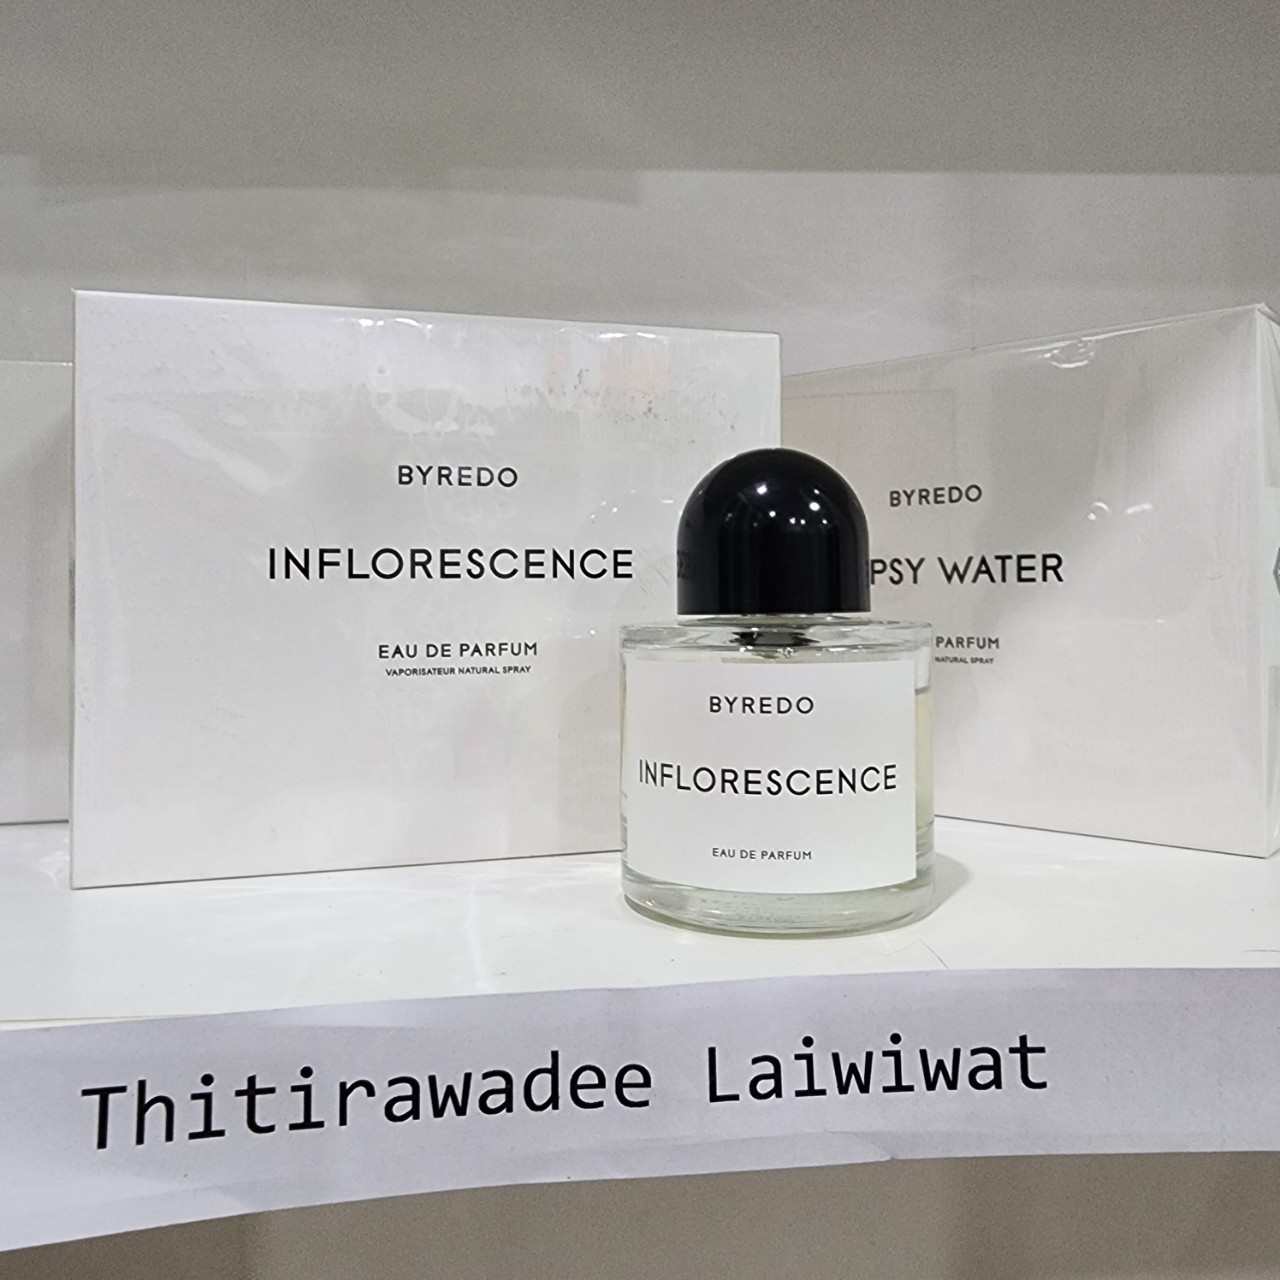 BYREDO
INFLORESCENCE
EAU DE PARFUM
VAPORISATEUR NATURAL SPRAY
BYREDO
PSY WATER
PARFUM
NATURAL SPRAY
BYREDO
INFLORESCENCE
EAU DE PARFUM
Thitirawadee Laiwiwat